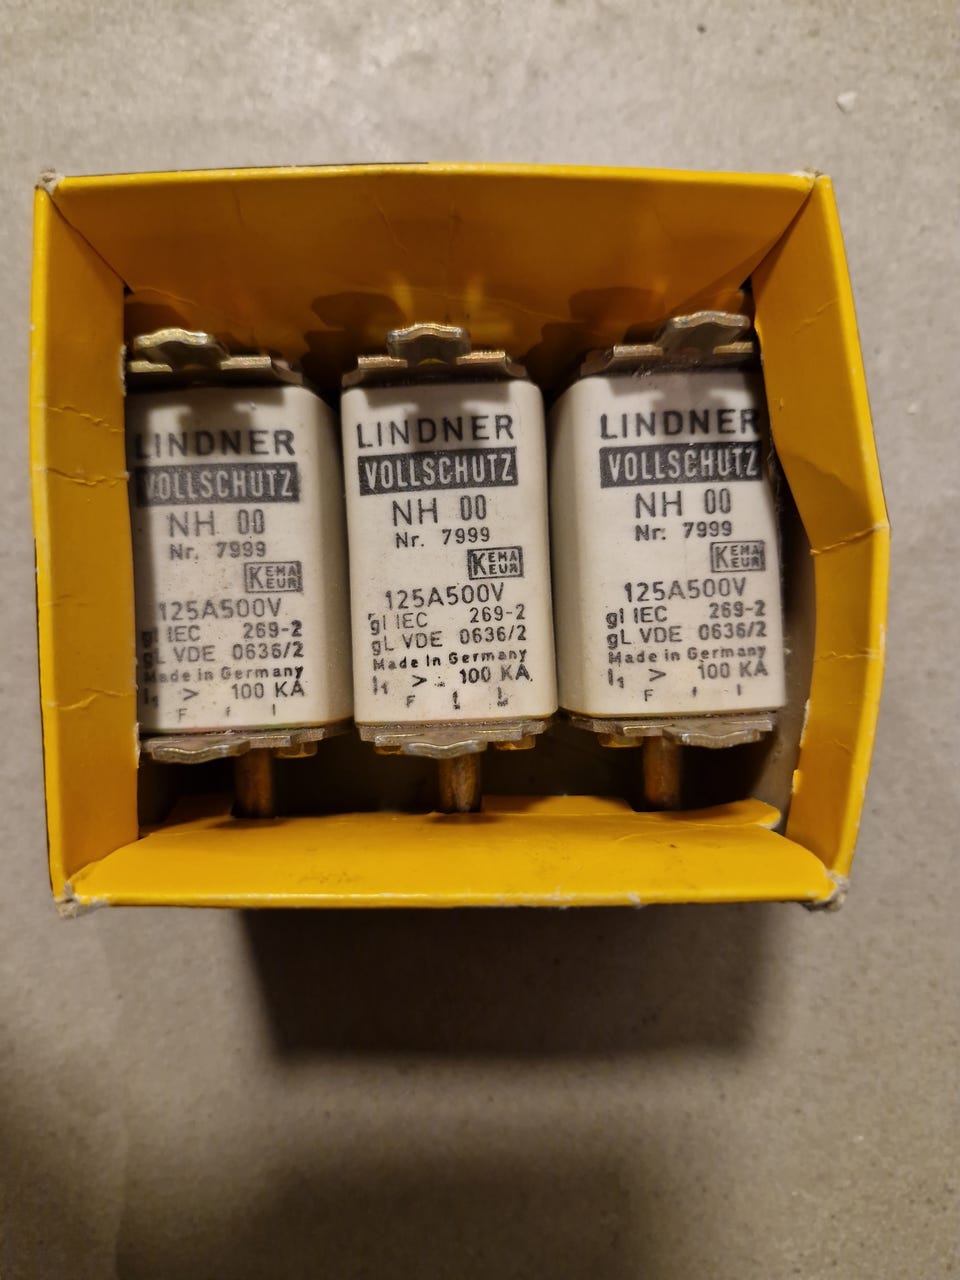 LINDNER
VOLLSCHUTZ
NH 00
Nr. 7999
KEMA
KEUR
125A500V
gl IEC 269-2
gL VDE 0636/2
Made in Germany
I1 > 100 KA
LINDNER
VOLLSCHUTZ
NH 00
Nr. 7999
KEMA
KEUR
125A500V
gl IEC 269-2
gL VDE 0636/2
Made in Germany
I1 > 100 KA
LINDNER
VOLLSCHUTZ
NH 00
Nr. 7999
KEMA
KEUR
125A500V
gl IEC 269-2
gL VDE 0636/2
Made in Germany
I1 > 100 KA